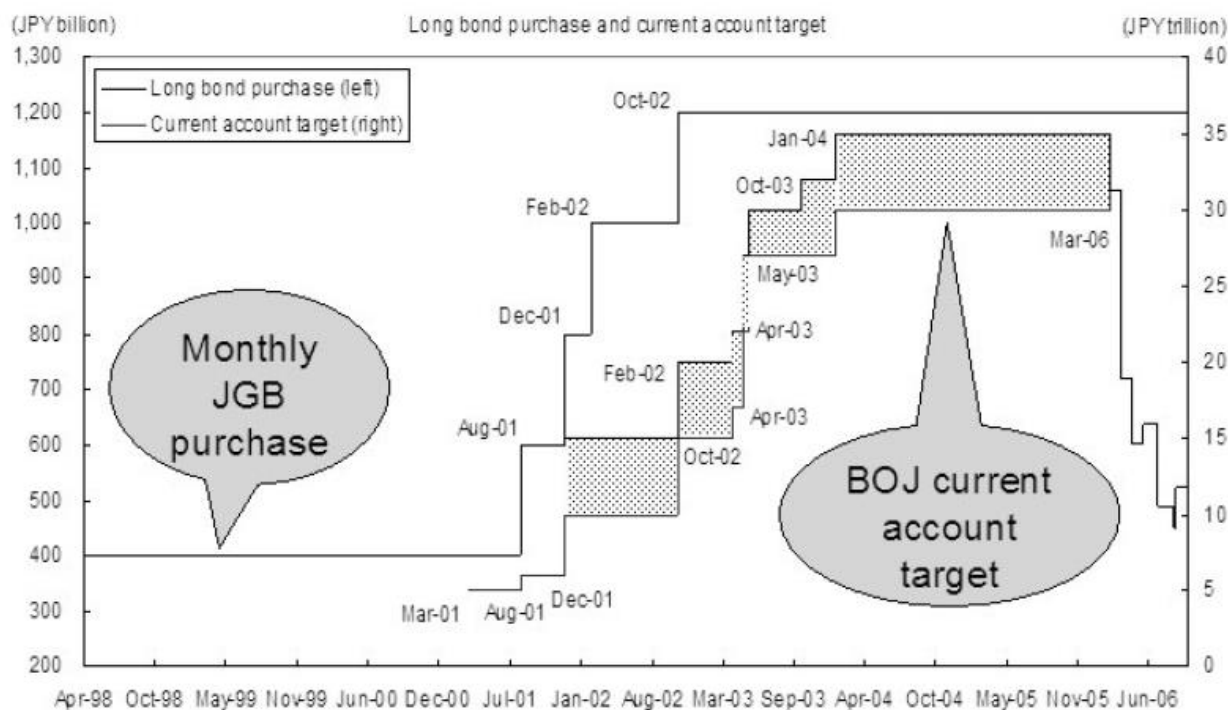 (JPY billion) Long bond purchase and current account target (JPY trillion)
1,300
1,200
1,100
1,000
900
800
700
600
500
400
300
200
40
35
30
25
20
15
10
5
0
Long bond purchase (left)
Current account target (right)
Oct-02
Jan-04
Oct-03
Feb-02
Mar-06
May-03
Dec-01
Apr-03
Feb-02
Apr-03
Aug-01
Oct-02
Mar-01
Aug-01
Dec-01
Monthly
JGB
purchase
BOJ current
account
target
Apr-98 Oct-98 May-99 Nov-99 Jun-00 Dec-00 Jul-01 Jan-02 Aug-02 Mar-03 Sep-03 Apr-04 Oct-04 May-05 Nov-05 Jun-06